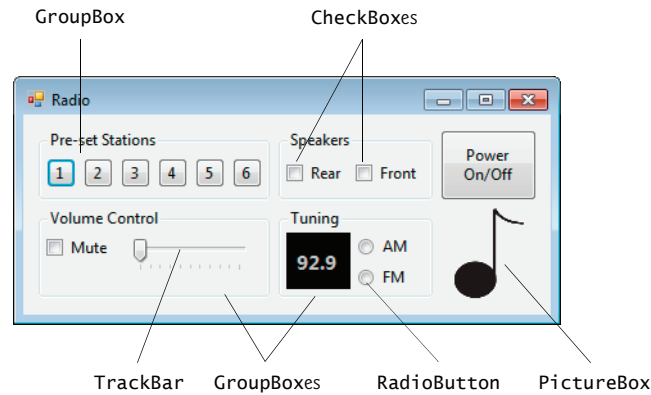 GroupBox CheckBoxes
Radio
Pre-set Stations Speakers
Power
On/Off
1 2 3 4 5 6 Rear Front
Volume Control Tuning
Mute 92.9 AM
FM
TrackBar GroupBoxes RadioButton PictureBox